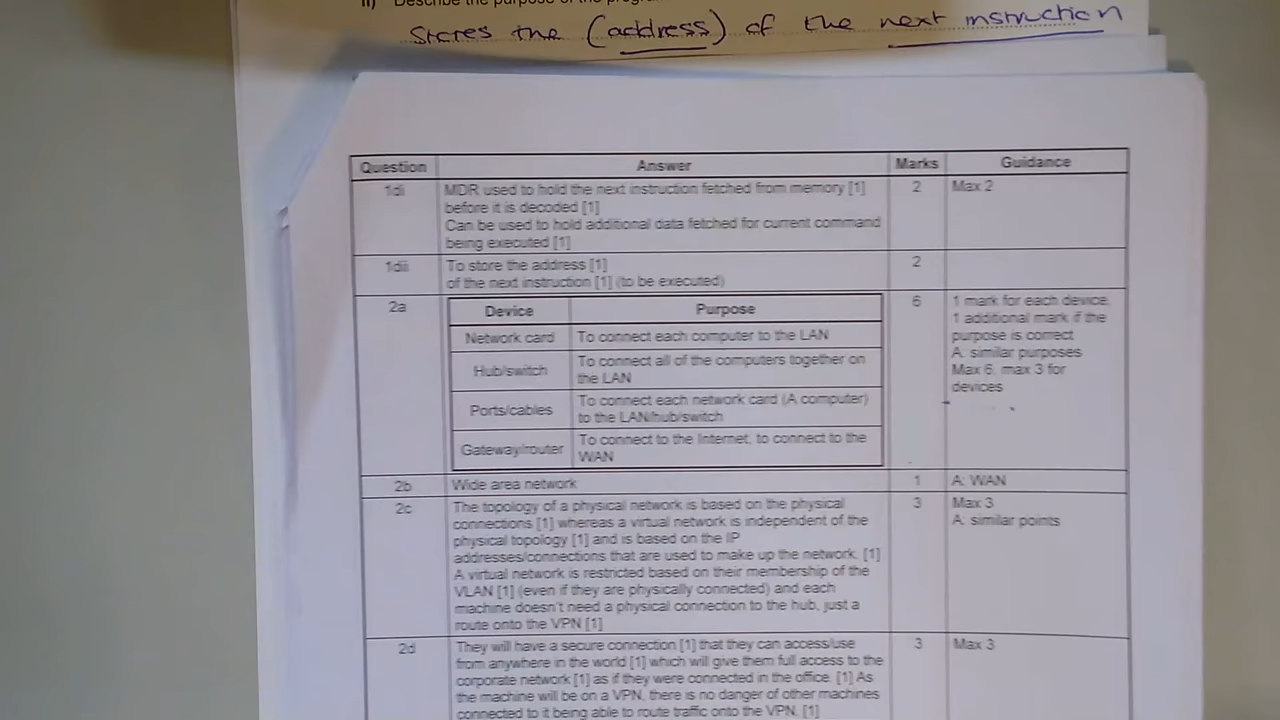 ii) Describe the purpose of the
Stores the (address) of the next instruction
Question Answer Marks Guidance
1di MDR used to hold the next instruction fetched from memory [1] 2 Max 2
before it is decoded [1]
Can be used to hold additional data fetched for current command
being executed [1]
1dii To store the address [1] 2
of the next instruction [1] (to be executed)
2a Device Purpose 6 1 mark for each device,
1 additional mark if the
Network card To connect each computer to the LAN purpose is correct
Hub/switch To connect all of the computers together on A. similar purposes
the LAN Max 6, max 3 for
devices
Ports/cables To connect each network card (A computer)
to the LAN/hub/switch
Gateway/router To connect to the Internet, to connect to the
WAN
2b Wide area network 1 A. WAN
2c The topology of a physical network is based on the physical 3 Max 3
connections [1] whereas a virtual network is independent of the A. similar points
physical topology [1] and is based on the IP
addresses/connections that are used to make up the network. [1]
A virtual network is restricted based on their membership of the
VLAN [1] (even if they are physically connected) and each
machine doesn't need a physical connection to the hub, just a
route onto the VPN [1]
2d They will have a secure connection [1] that they can access/use 3 Max 3
from anywhere in the world [1] which will give them full access to the
corporate network [1] as if they were connected in the office. [1] As
the machine will be on a VPN, there is no danger of other machines
connected to it being able to route traffic onto the VPN. [1]